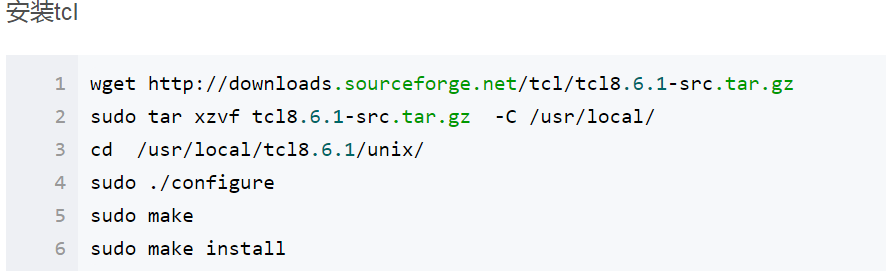 安装tcl
1 wget http://downloads.sourceforge.net/tcl/tcl8.6.1-src.tar.gz
2 sudo tar xzvf tcl8.6.1-src.tar.gz  -C /usr/local/
3 cd  /usr/local/tcl8.6.1/unix/
4 sudo ./configure
5 sudo make
6 sudo make install